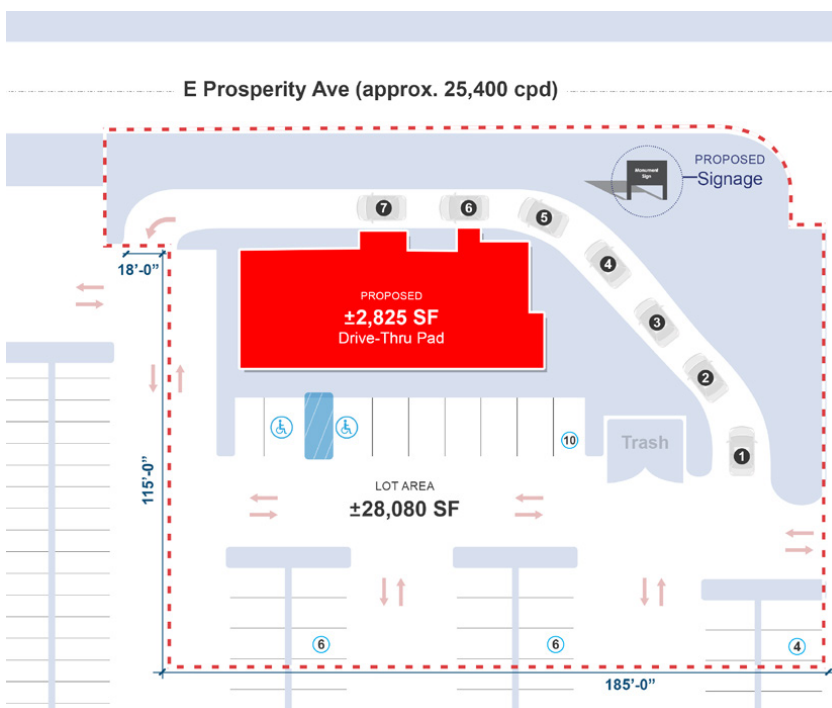 E Prosperity Ave (approx. 25,400 cpd)
PROPOSED
Signage
Monument
Sign
7
6
5
4
3
2
1
18'-0”
PROPOSED
±2,825 SF
Drive-Thru Pad
10
Trash
115'-0”
LOT AREA
±28,080 SF
6
6
4
185'-0”